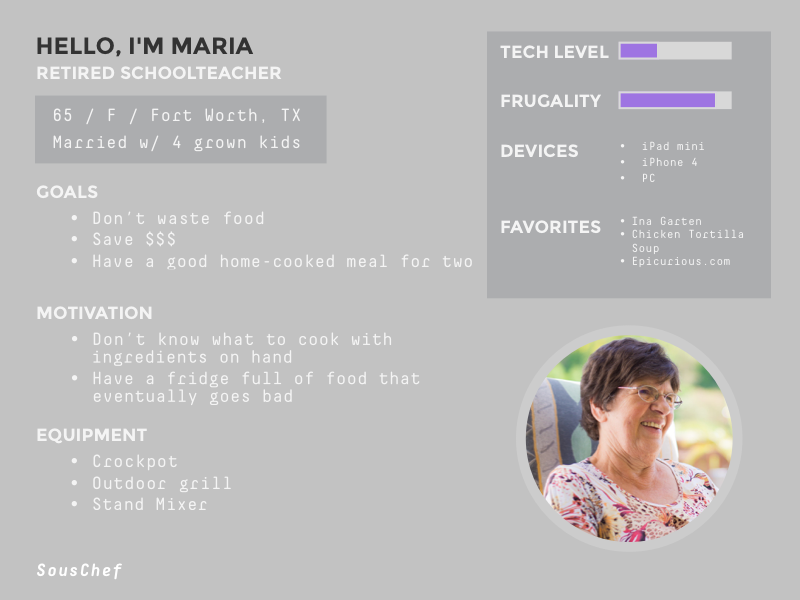 HELLO, I'M MARIA
RETIRED SCHOOLTEACHER
65 / F / Fort Worth, TX
Married w/ 4 grown kids
GOALS
• Don't waste food
• Save $$$
• Have a good home-cooked meal for two
MOTIVATION
• Don't know what to cook with
ingredients on hand
• Have a fridge full of food that
eventually goes bad
EQUIPMENT
• Crockpot
• Outdoor grill
• Stand Mixer
SousChef
TECH LEVEL
FRUGALITY
DEVICES
• iPad mini
• iPhone 4
• PC
FAVORITES
• Ina Garten
• Chicken Tortilla
Soup
• Epicurious.com